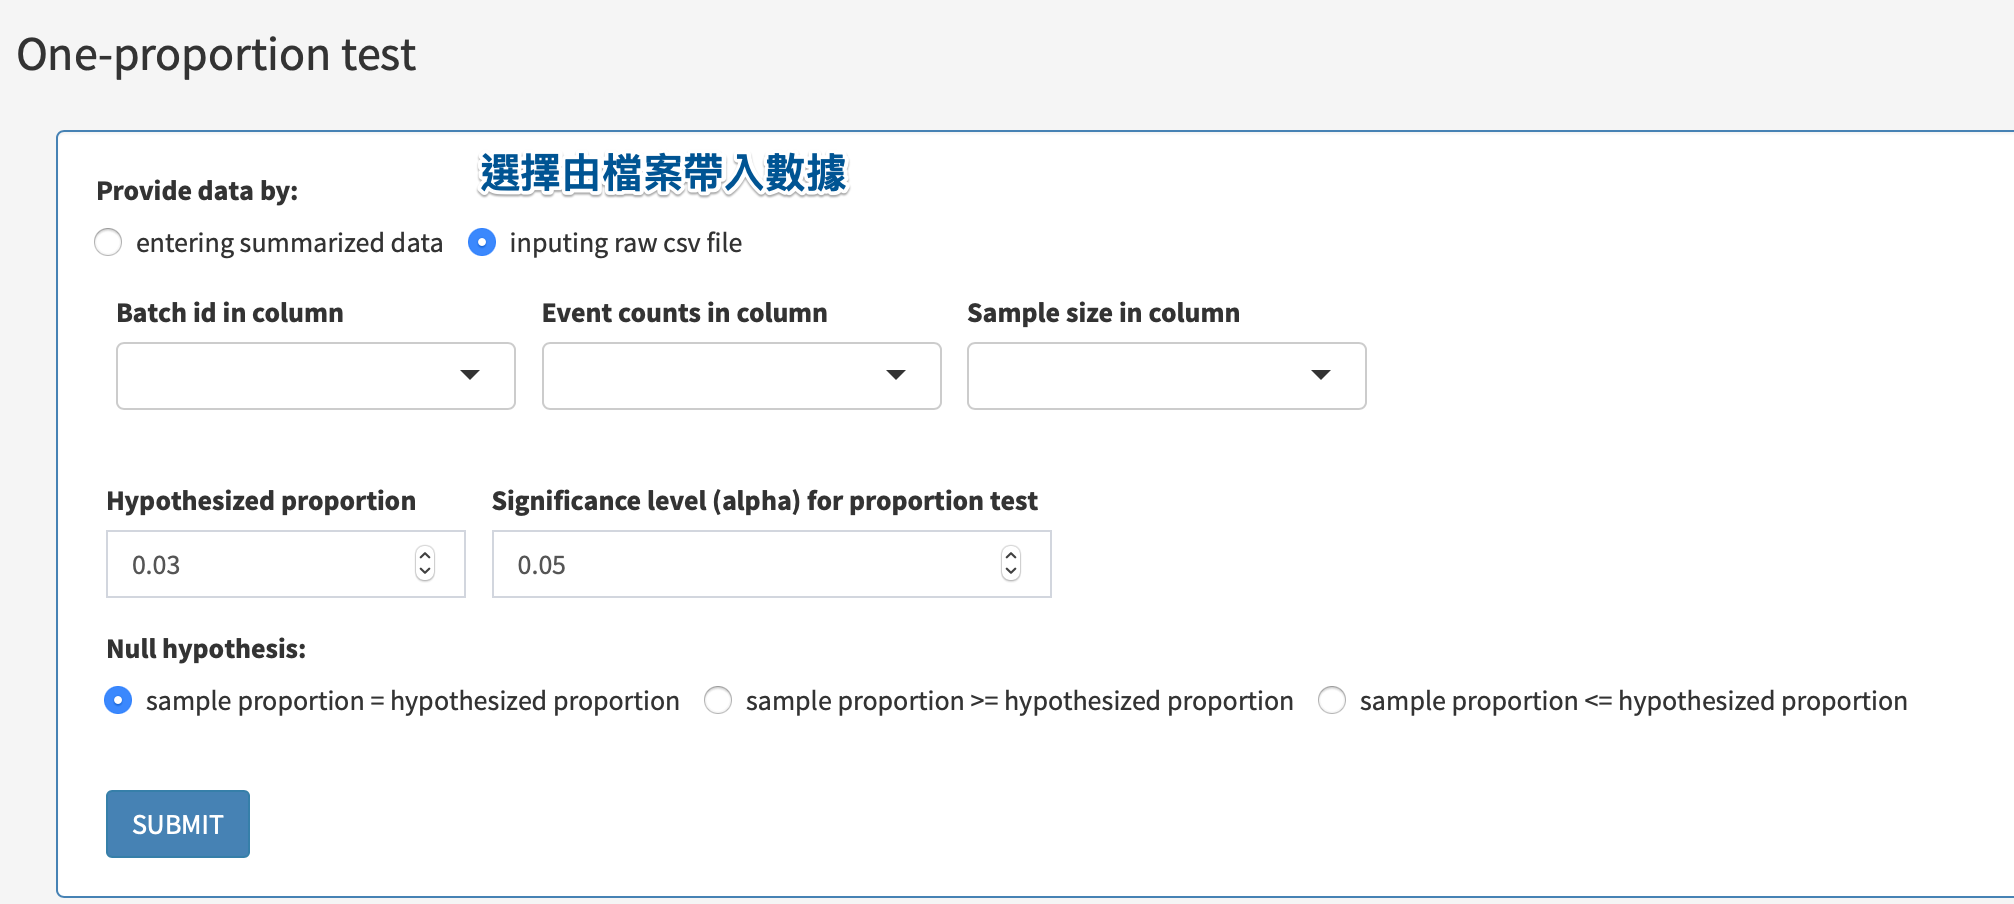 One-proportion test
選擇由檔案帶入數據
Provide data by:
entering summarized data inputing raw csv file
Batch id in column Event counts in column Sample size in column
Hypothesized proportion Significance level (alpha) for proportion test
0.03 0.05
Null hypothesis:
sample proportion = hypothesized proportion sample proportion >= hypothesized proportion sample proportion <= hypothesized proportion
SUBMIT